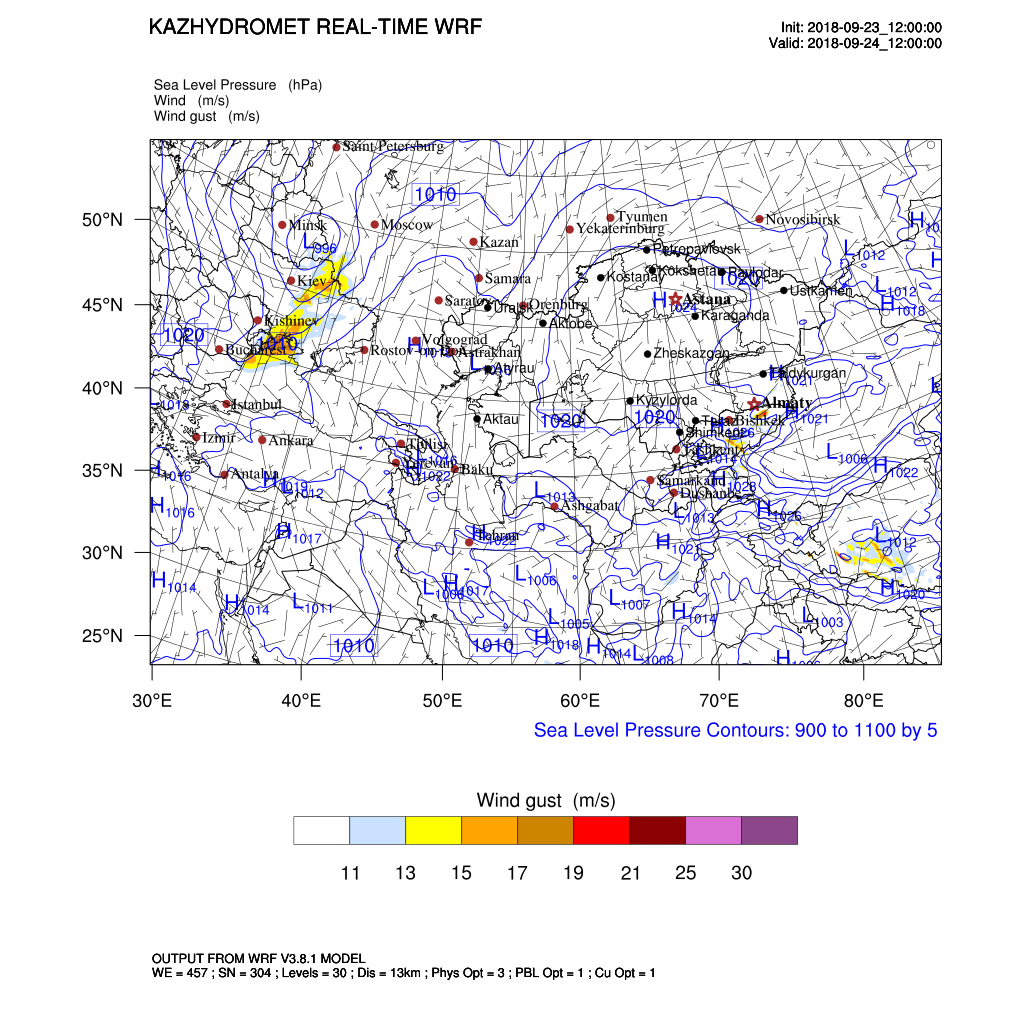 KAZHYDROMET REAL-TIME WRF
Init: 2018-09-23_12:00:00
Valid: 2018-09-24_12:00:00
Sea Level Pressure (hPa)
Wind (m/s)
Wind gust (m/s)
Saint-Petersburg
1010
50°N
Minsk
Moscow
Tyumen
Novosibirsk
H
Yekaterinburg
L 996
Kazan
Petropavlovsk
L 1012
Kiev
Samara
Kostanay
Kokshetau
Pavlodar
1020
L 1012
Ustkamen
45°N
Saratov
Uralsk
Orenburg
H 1024
Astana
H 1018
Kishinev
Aktobe
Karaganda
1020
1010
Bucharest
Rostov-on-Don
Volgograd
Astrakhan
Zheskazgan
Atyrau
H 1021
Taldykurgan
40°N
1018
Istanbul
Kyzylorda
Almaty
H 1021
Aktau
1020
1020
Taraz
Bishkek
Izmir
Ankara
Tbilisi
Shimkent
Tashkent
1014
L 1006
Yerevan
H 1022
Baku
H 1022
35°N
1016
Antalya
H 1019
L 1012
Samarkand
H 1028
L 1013
Dushanbe
H 1016
Ashgabat
L 1013
H 1026
H 1017
Tehran
H 1022
H 1021
L 1012
30°N
H 1014
L 1006
H 1017
L 1006
H 1020
H 1014
L 1011
L 1007
H 1014
L 1005
L 1003
25°N
1010
1010
H 1018
H 1014
L 1008
H
30°E
40°E
50°E
60°E
70°E
80°E
Sea Level Pressure Contours: 900 to 1100 by 5
Wind gust (m/s)
11 13 15 17 19 21 25 30
OUTPUT FROM WRF V3.8.1 MODEL
WE = 457 ; SN = 304 ; Levels = 30 ; Dis = 13km ; Phys Opt = 3 ; PBL Opt = 1 ; Cu Opt = 1